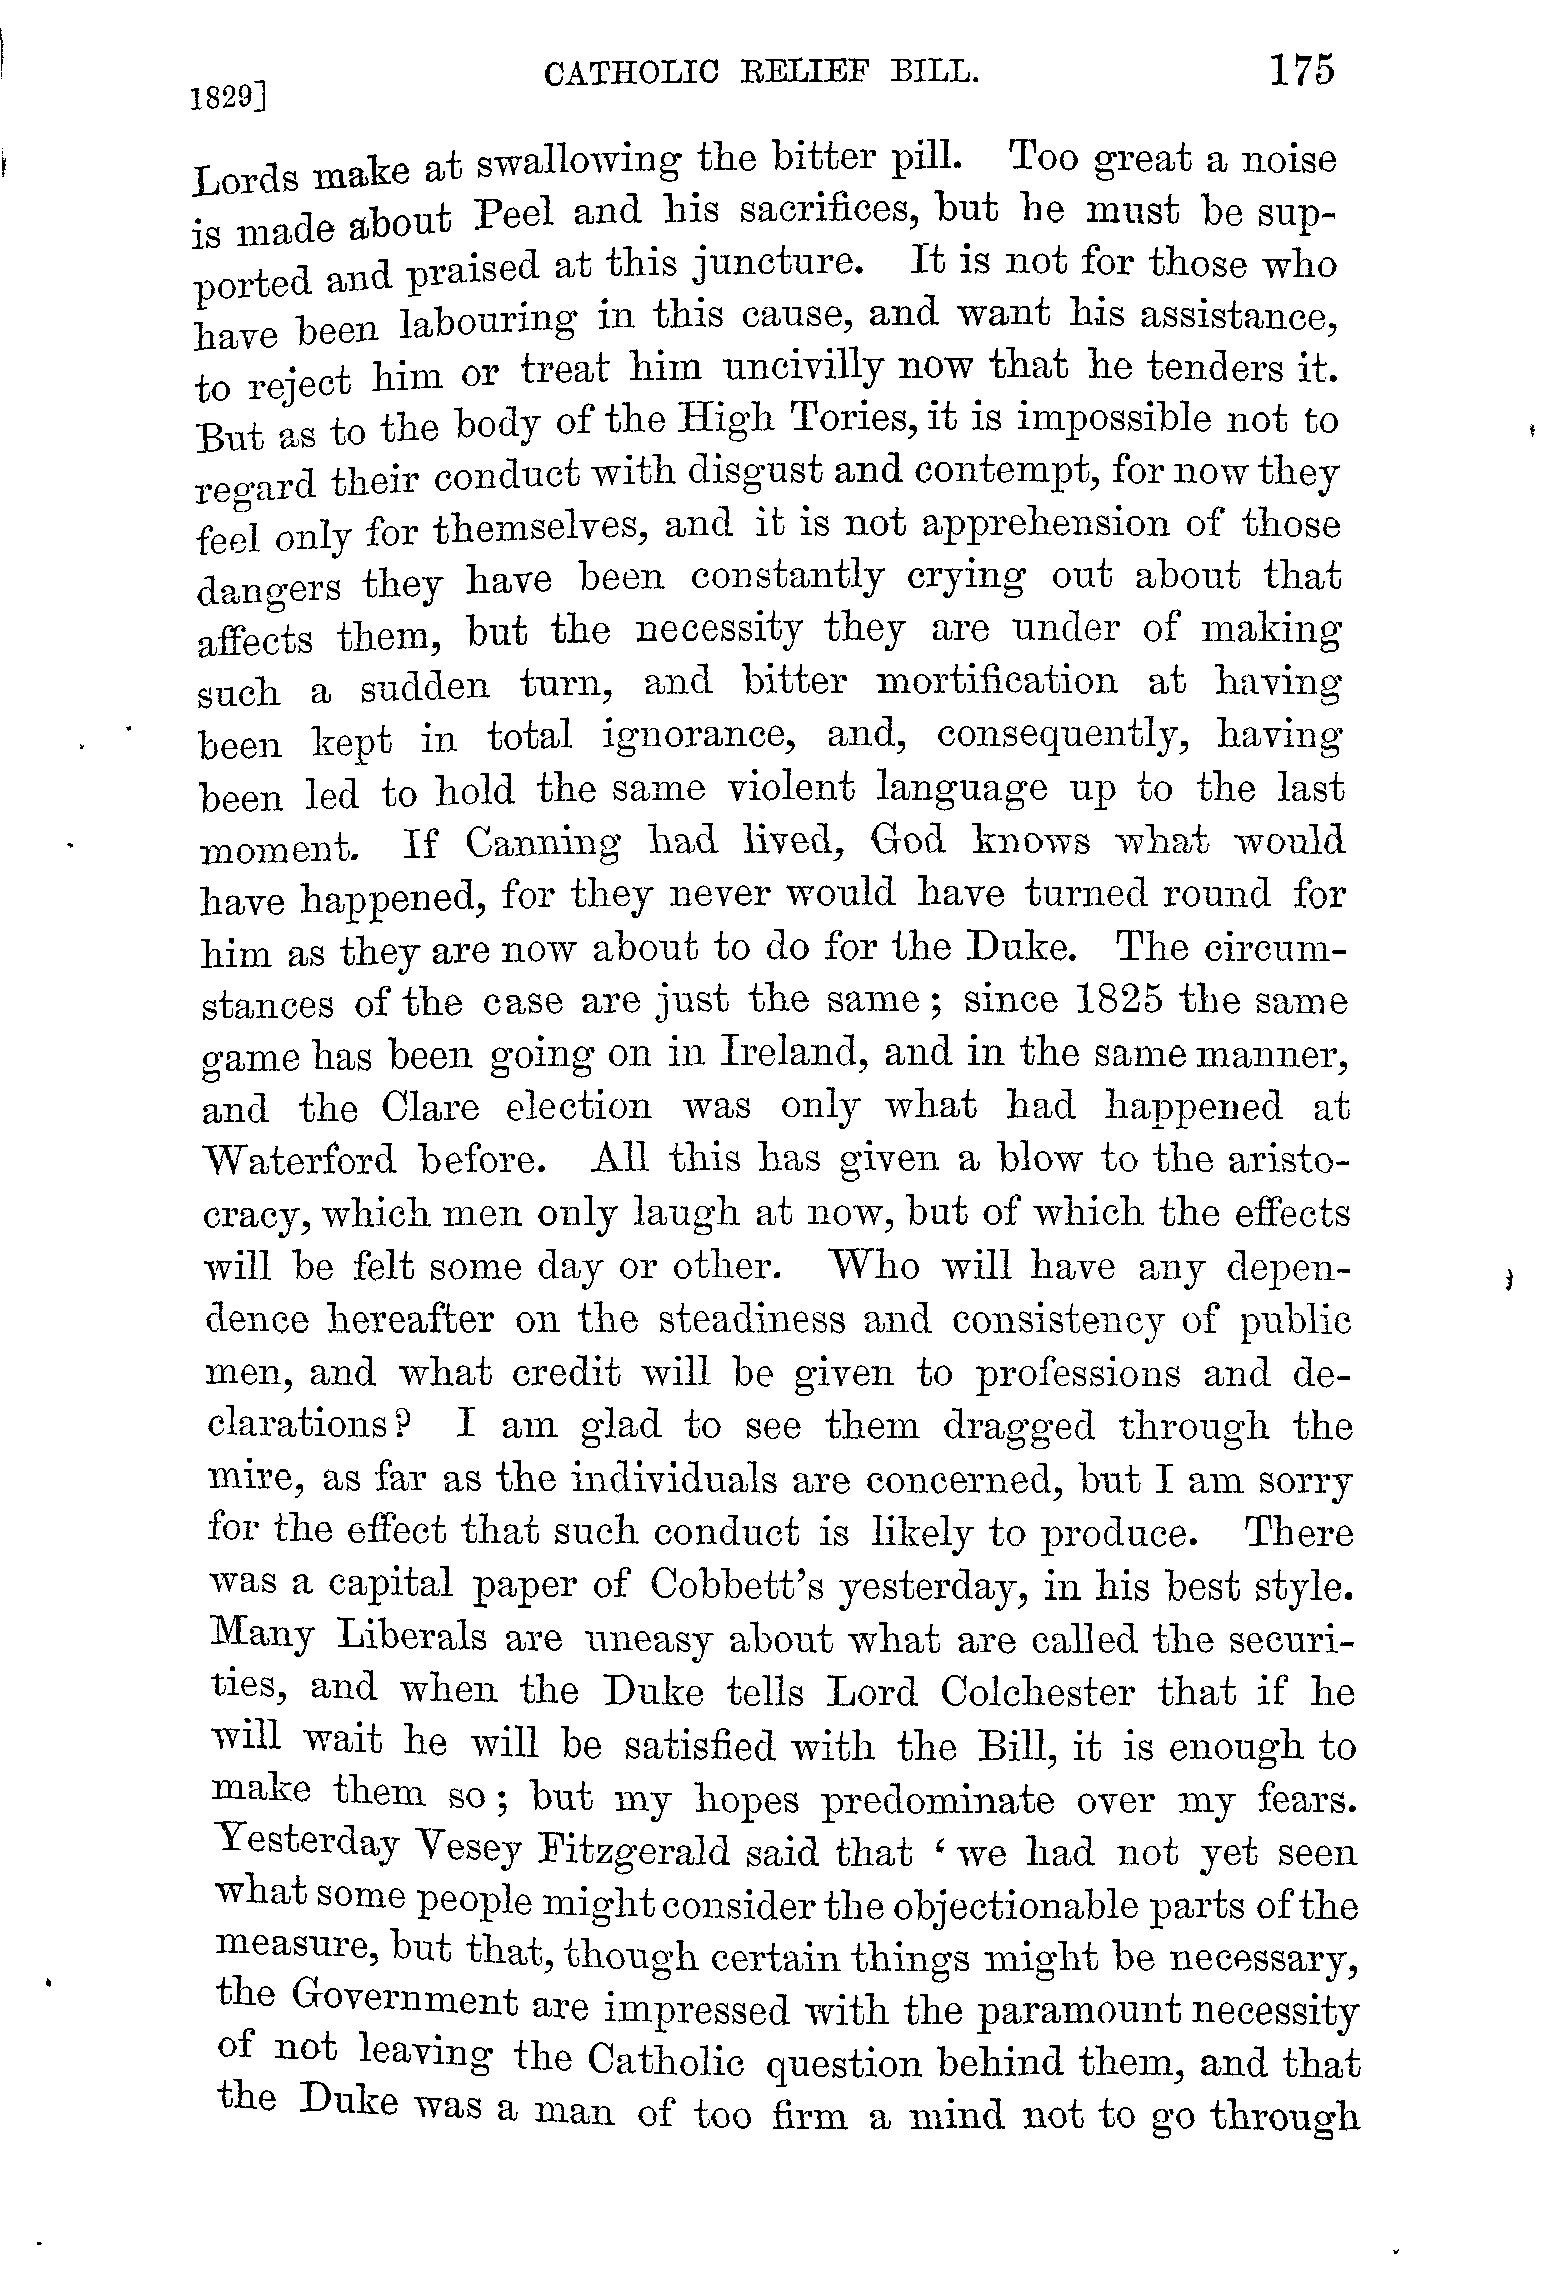 1829] CATHOLIC RELIEF BILL. 175
Lords make at swallowing the bitter pill. Too great a noise
is made about Peel and his sacrifices, but he must be sup-
ported and praised at this juncture. It is not for those who
have been labouring in this cause, and want his assistance,
to reject him or treat him uncivilly now that he tenders it.
But as to the body of the High Tories, it is impossible not to
regard their conduct with disgust and contempt, for now they
feel only for themselves, and it is not apprehension of those
dangers they have been constantly crying out about that
affects them, but the necessity they are under of making
such a sudden turn, and bitter mortification at having
been kept in total ignorance, and, consequently, having
been led to hold the same violent language up to the last
moment. If Canning had lived, God knows what would
have happened, for they never would have turned round for
him as they are now about to do for the Duke. The circum-
stances of the case are just the same; since 1825 the same
game has been going on in Ireland, and in the same manner,
and the Clare election was only what had happened at
Waterford before. All this has given a blow to the aristo-
cracy, which men only laugh at now, but of which the effects
will be felt some day or other. Who will have any depen-
dence hereafter on the steadiness and consistency of public
men, and what credit will be given to professions and de-
clarations? I am glad to see them dragged through the
mire, as far as the individuals are concerned, but I am sorry
for the effect that such conduct is likely to produce. There
was a capital paper of Cobbett's yesterday, in his best style.
Many Liberals are uneasy about what are called the securi-
ties, and when the Duke tells Lord Colchester that if he
will wait he will be satisfied with the Bill, it is enough to
make them so; but my hopes predominate over my fears.
Yesterday Vesey Fitzgerald said that ‘we had not yet seen
what some people might consider the objectionable parts of the
measure, but that, though certain things might be necessary,
the Government are impressed with the paramount necessity
of not leaving the Catholic question behind them, and that
the Duke was a man of too firm a mind not to go through